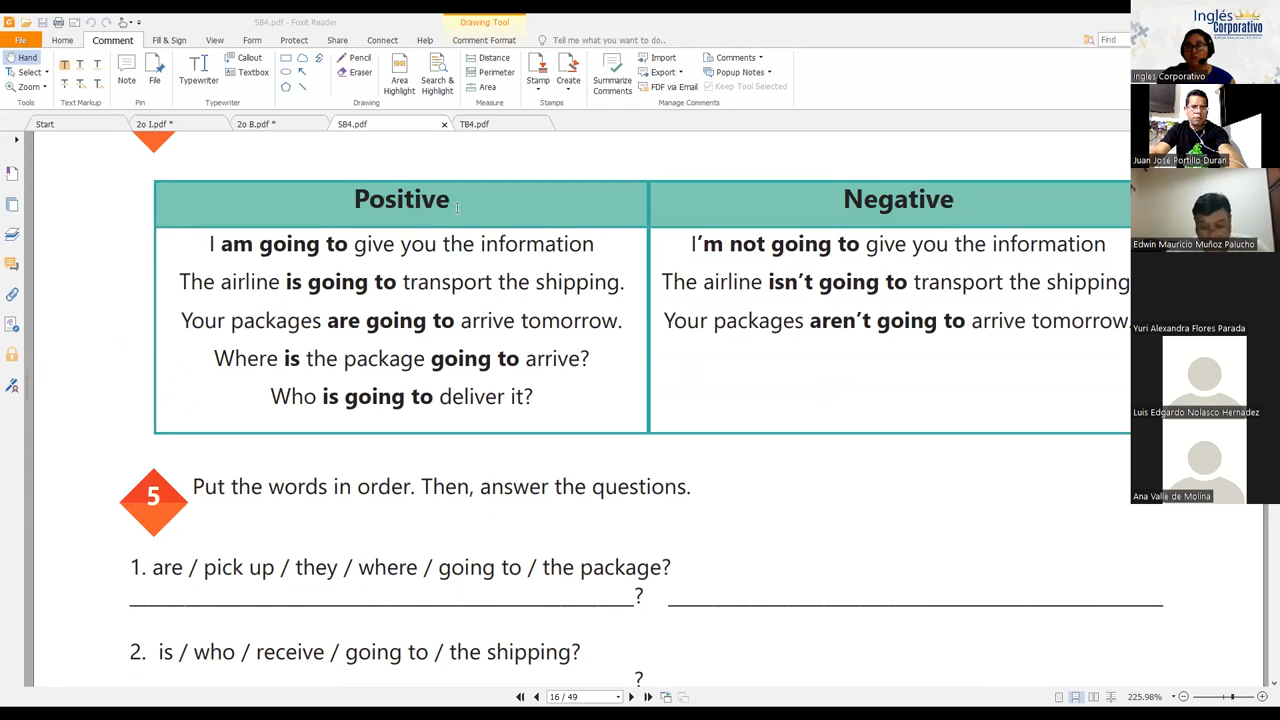 SB4.pdf - Foxit Reader
Drawing Tool
File Home Comment Fill & Sign View Form Protect Share Connect Help Comment Format Tell me what you want to do... Find
Hand
Select
Zoom
Tools
Text Markup
Note
File
Pin
Typewriter
Callout
Textbox
Typewriter
Pencil
Eraser
Drawing
Area Highlight
Search & Highlight
Distance
Perimeter
Area
Measure
Stamp
Create
Stamps
Summarize Comments
Import
Export
FDF via Email
Comments
Popup Notes
Keep Tool Selected
Manage Comments
Start 2o I.pdf * 2o B.pdf * SB4.pdf TB4.pdf
Positive
I am going to give you the information
The airline is going to transport the shipping.
Your packages are going to arrive tomorrow.
Where is the package going to arrive?
Who is going to deliver it?
Negative
I'm not going to give you the information
The airline isn't going to transport the shipping
Your packages aren't going to arrive tomorrow.
5 Put the words in order. Then, answer the questions.
1. are / pick up / they / where / going to / the package?
?
2. is / who / receive / going to / the shipping?
?
16 / 49
225.98%
Inglés Corporativo
Ingles Corporativo
Juan José Portillo Duran
Edwin Mauricio Muñoz Palucho
Yuri Alexandra Flores Parada
Luis Edgardo Nolasco Hernadez
Ana Valle de Molina